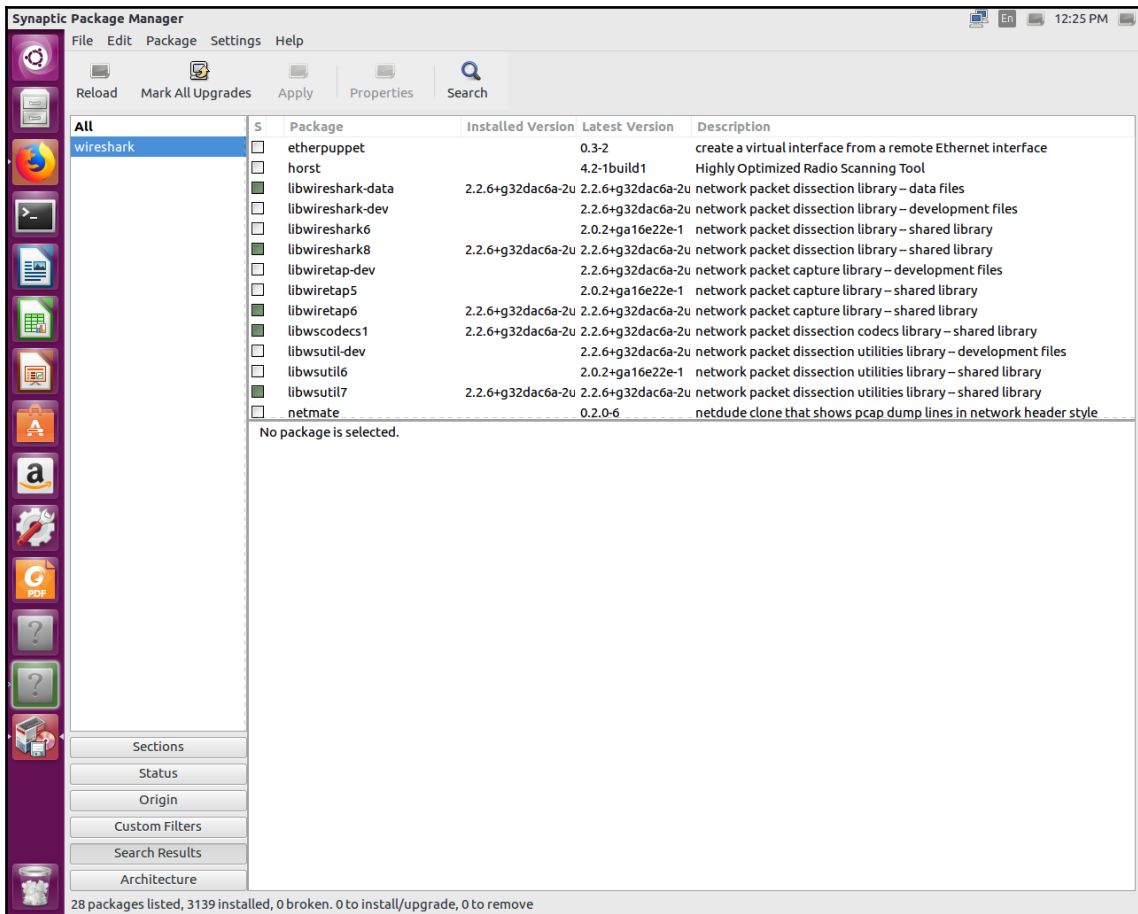 Synaptic Package Manager
En
12:25 PM
File Edit Package Settings Help
Reload Mark All Upgrades Apply Properties Search
All
wireshark
S Package Installed Version Latest Version Description
etherpuppet 0.3-2 create a virtual interface from a remote Ethernet interface
horst 4.2-1build1 Highly Optimized Radio Scanning Tool
libwireshark-data 2.2.6+g32dac6a-2u 2.2.6+g32dac6a-2u network packet dissection library – data files
libwireshark-dev 2.2.6+g32dac6a-2u network packet dissection library – development files
libwireshark6 2.0.2+ga16e22e-1 network packet dissection library – shared library
libwireshark8 2.2.6+g32dac6a-2u 2.2.6+g32dac6a-2u network packet dissection library – shared library
libwiretap-dev 2.2.6+g32dac6a-2u network packet capture library – development files
libwiretap5 2.0.2+ga16e22e-1 network packet capture library – shared library
libwiretap6 2.2.6+g32dac6a-2u 2.2.6+g32dac6a-2u network packet capture library – shared library
libwscodecs1 2.2.6+g32dac6a-2u 2.2.6+g32dac6a-2u network packet dissection codecs library – shared library
libwsutil-dev 2.2.6+g32dac6a-2u network packet dissection utilities library – development files
libwsutil6 2.0.2+ga16e22e-1 network packet dissection utilities library – shared library
libwsutil7 2.2.6+g32dac6a-2u 2.2.6+g32dac6a-2u network packet dissection utilities library – shared library
netmate 0.2.0-6 netdude clone that shows pcap dump lines in network header style
No package is selected.
A
a
G
PDF
?
?
Sections
Status
Origin
Custom Filters
Search Results
Architecture
28 packages listed, 3139 installed, 0 broken. 0 to install/upgrade, 0 to remove